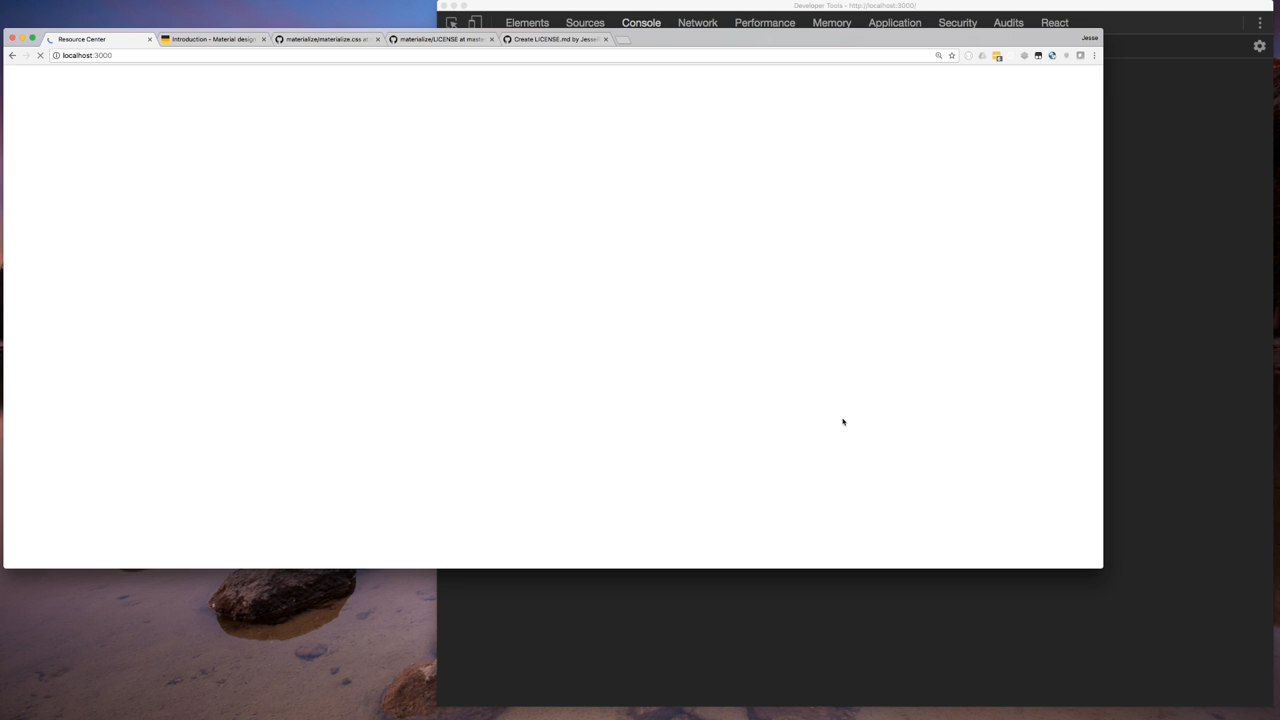 Developer Tools - http://localhost:3000/
Elements Sources Console Network Performance Memory Application Security Audits React
Resource Center
Introduction - Material design
materialize/materialize.css at
materialize/LICENSE at master
Create LICENSE.md by Jesse
Jesse
localhost:3000